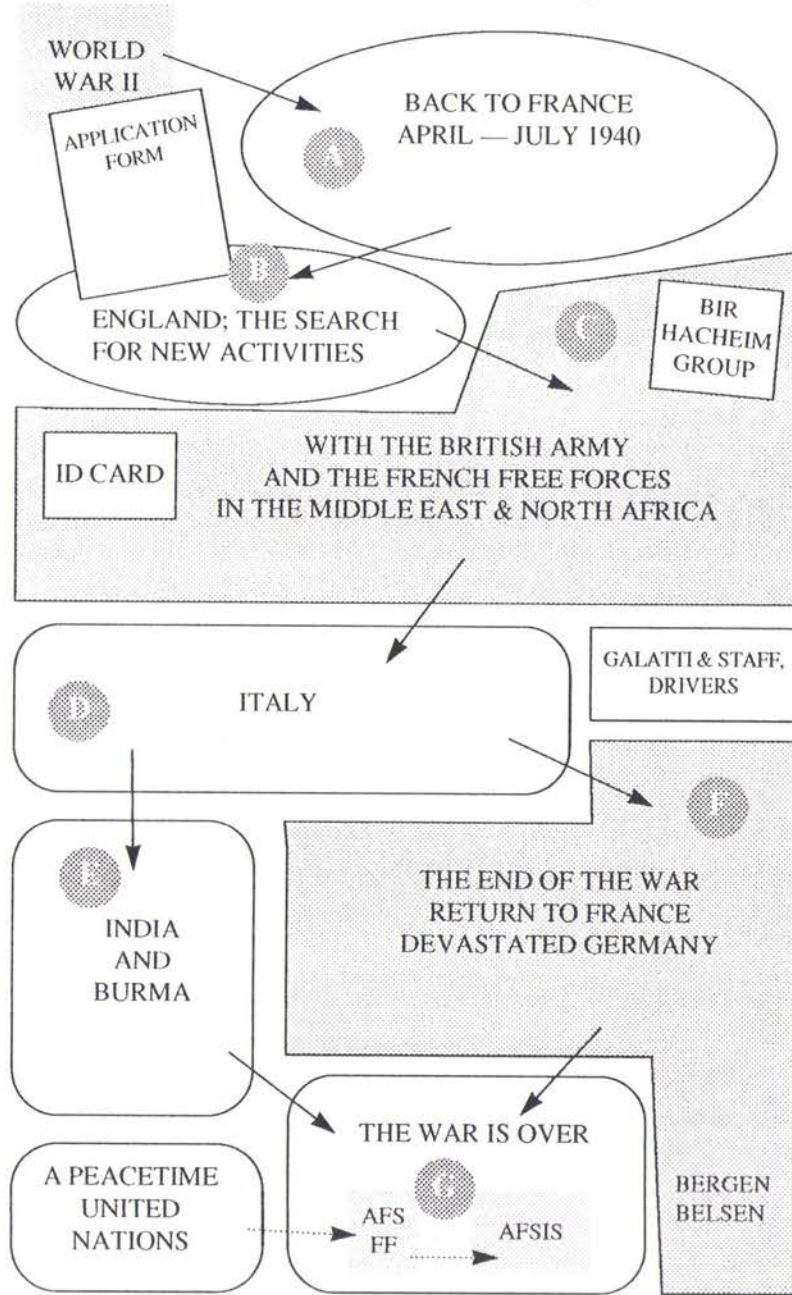 WORLD
WAR II
APPLICATION
FORM
BACK TO FRANCE
APRIL — JULY 1940
A
B
ENGLAND; THE SEARCH
FOR NEW ACTIVITIES
C
BIR
HACHEIM
GROUP
ID CARD
WITH THE BRITISH ARMY
AND THE FRENCH FREE FORCES
IN THE MIDDLE EAST & NORTH AFRICA
D
ITALY
GALATTI & STAFF,
DRIVERS
E
INDIA
AND
BURMA
F
THE END OF THE WAR
RETURN TO FRANCE
DEVASTATED GERMANY
THE WAR IS OVER
G
A PEACETIME
UNITED
NATIONS
AFS
FF
AFSIS
BERGEN
BELSEN